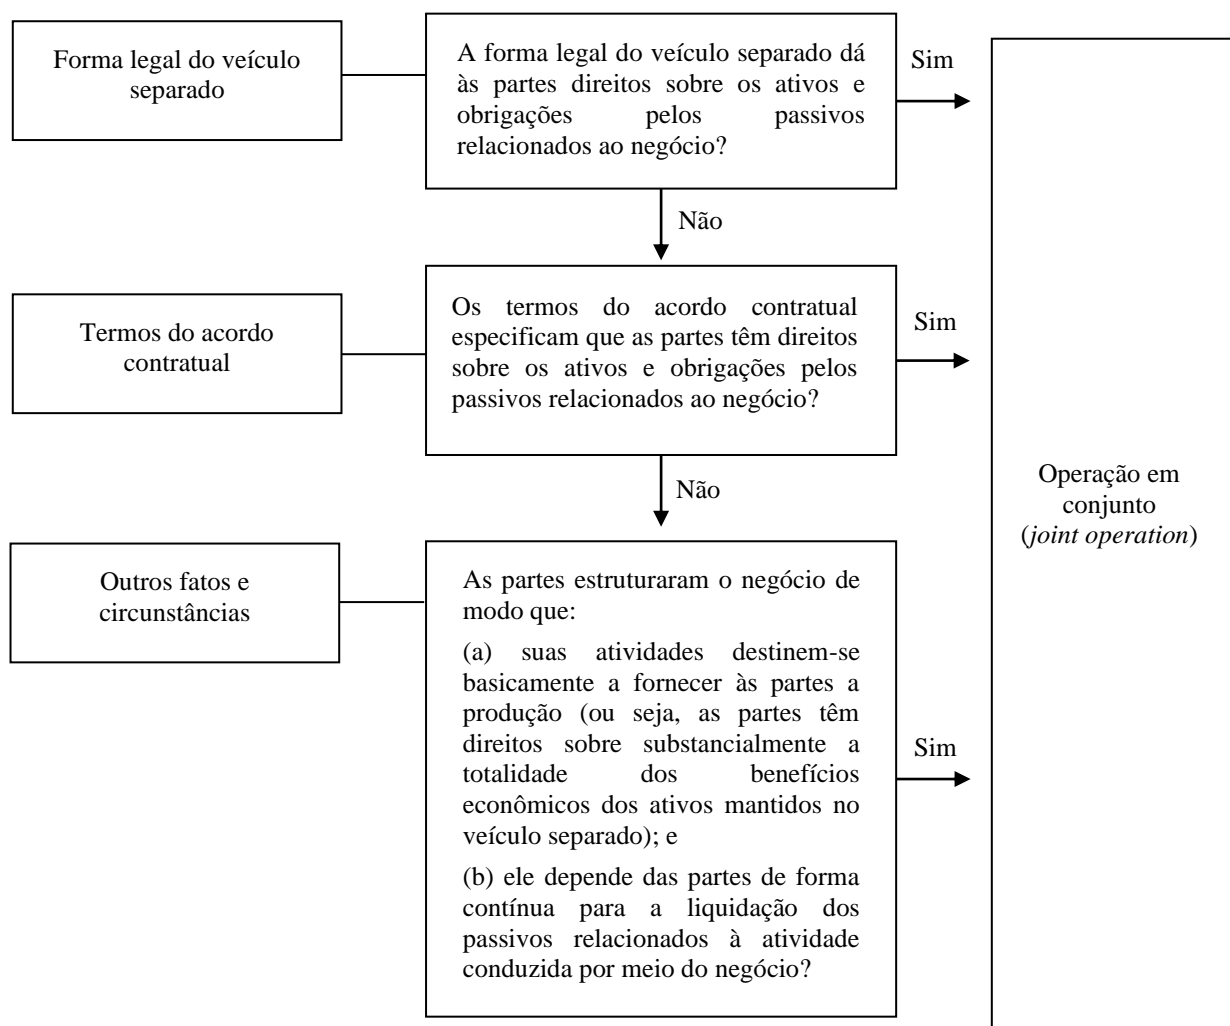 Forma legal do veículo
separado
A forma legal do veículo separado dá
às partes direitos sobre os ativos e
obrigações pelos passivos
relacionados ao negócio?
Sim
Não
Termos do acordo
contratual
Os termos do acordo contratual
especificam que as partes têm direitos
sobre os ativos e obrigações pelos
passivos relacionados ao negócio?
Sim
Não
Operação em
conjunto
(joint operation)
Outros fatos e
circunstâncias
As partes estruturaram o negócio de
modo que:
(a) suas atividades destinem-se
basicamente a fornecer às partes a
produção (ou seja, as partes têm
direitos sobre substancialmente a
totalidade dos benefícios
econômicos dos ativos mantidos no
veículo separado); e
(b) ele depende das partes de forma
contínua para a liquidação dos
passivos relacionados à atividade
conduzida por meio do negócio?
Sim